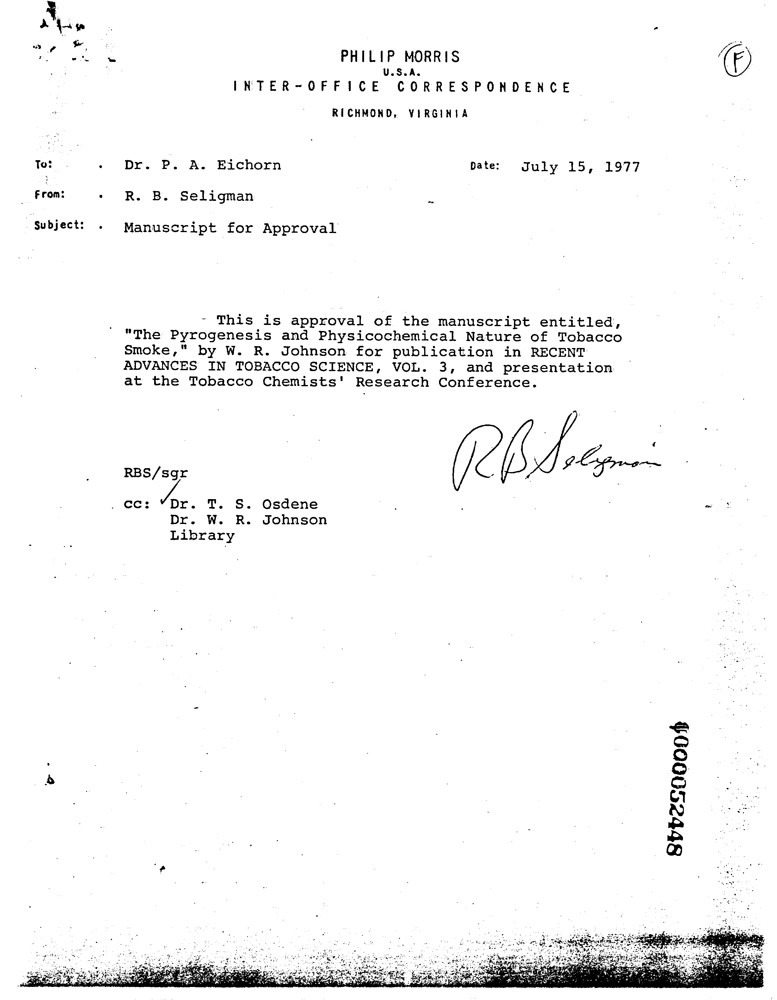 PHILIP MORRIS
U.S.A.
INTER-OFFICE CORRESPONDENCE
RICHMOND, VIRGINIA
F
To: . Dr. P. A. Eichorn Date: July 15, 1977
From: . R. B. Seligman
Subject: . Manuscript for Approval
This is approval of the manuscript entitled,
"The Pyrogenesis and Physicochemical Nature of Tobacco
Smoke," by W. R. Johnson for publication in RECENT
ADVANCES IN TOBACCO SCIENCE, VOL. 3, and presentation
at the Tobacco Chemists' Research Conference.
R B Seligman
RBS/sgr
cc: ✓Dr. T. S. Osdene
Dr. W. R. Johnson
Library